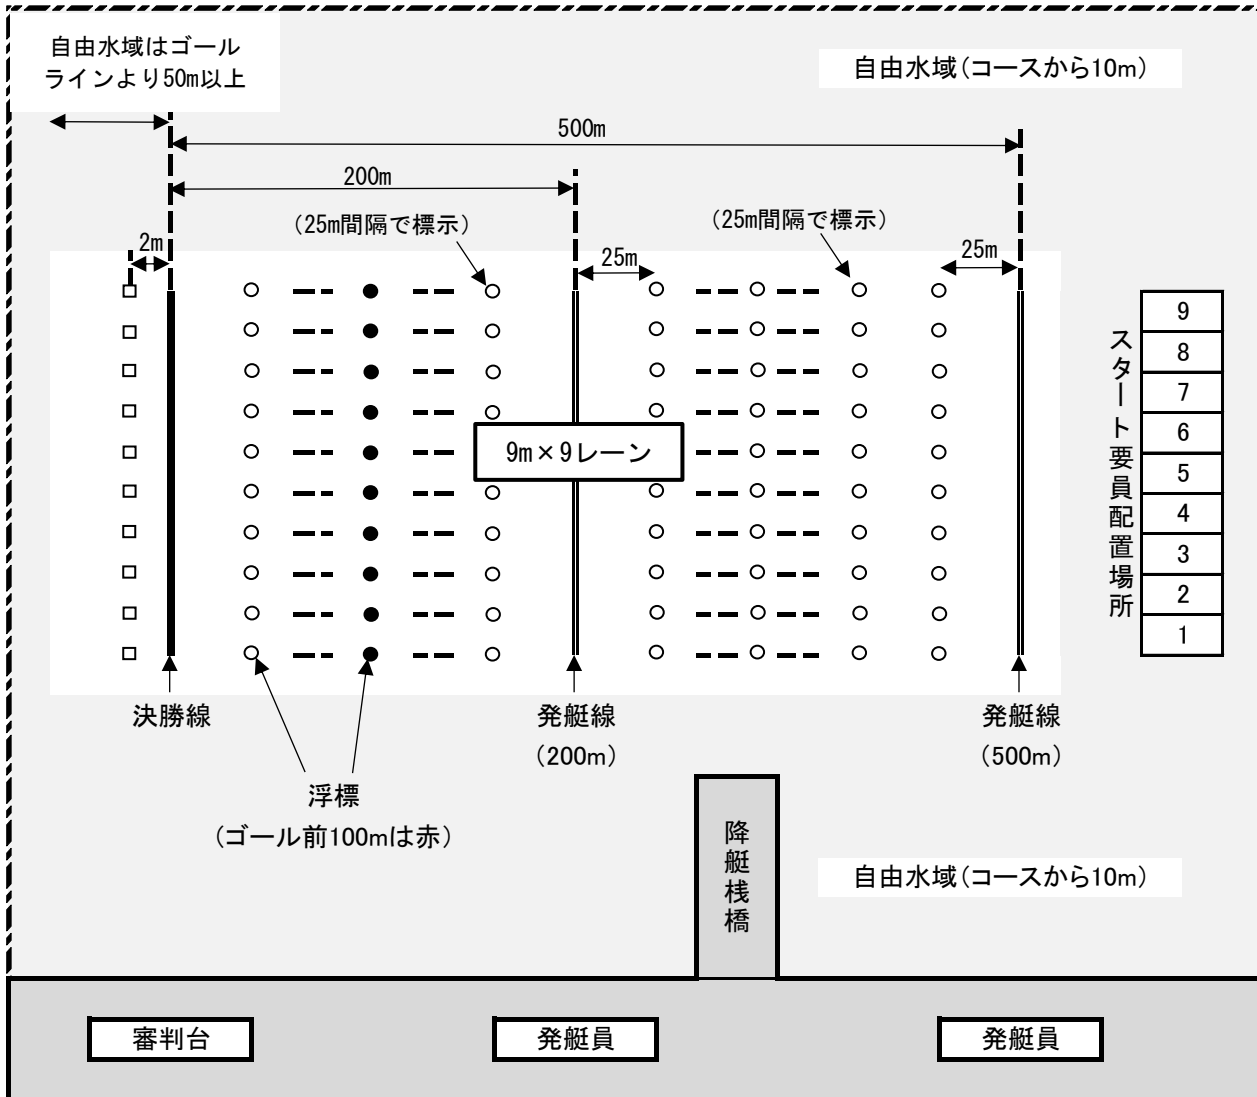 自由水域はゴール
ラインより50m以上
自由水域（コースから10m）
500m
200m
（25m間隔で標示）
（25m間隔で標示）
2m
25m
25m
9m×9レーン
スタート要員配置場所
9
8
7
6
5
4
3
2
1
決勝線
発艇線
（200m）
発艇線
（500m）
浮標
（ゴール前100mは赤）
降艇桟橋
自由水域（コースから10m）
審判台
発艇員
発艇員